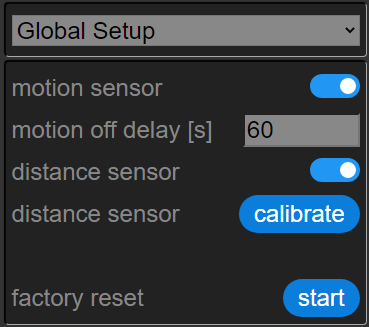 Global Setup
motion sensor
motion off delay [s] 60
distance sensor
distance sensor calibrate
factory reset start